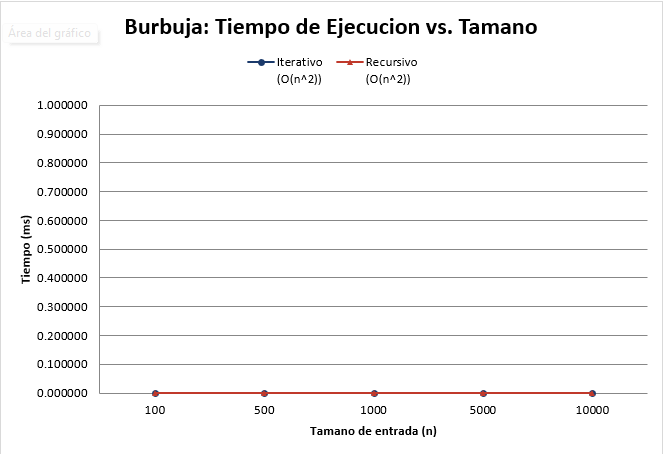 Burbuja: Tiempo de Ejecucion vs. Tamano
Área del gráfico
Iterativo
(O(n^2))
Recursivo
(O(n^2))
1.000000
0.900000
0.800000
0.700000
0.600000
0.500000
0.400000
0.300000
0.200000
0.100000
0.000000
Tiempo (ms)
100 500 1000 5000 10000
Tamano de entrada (n)